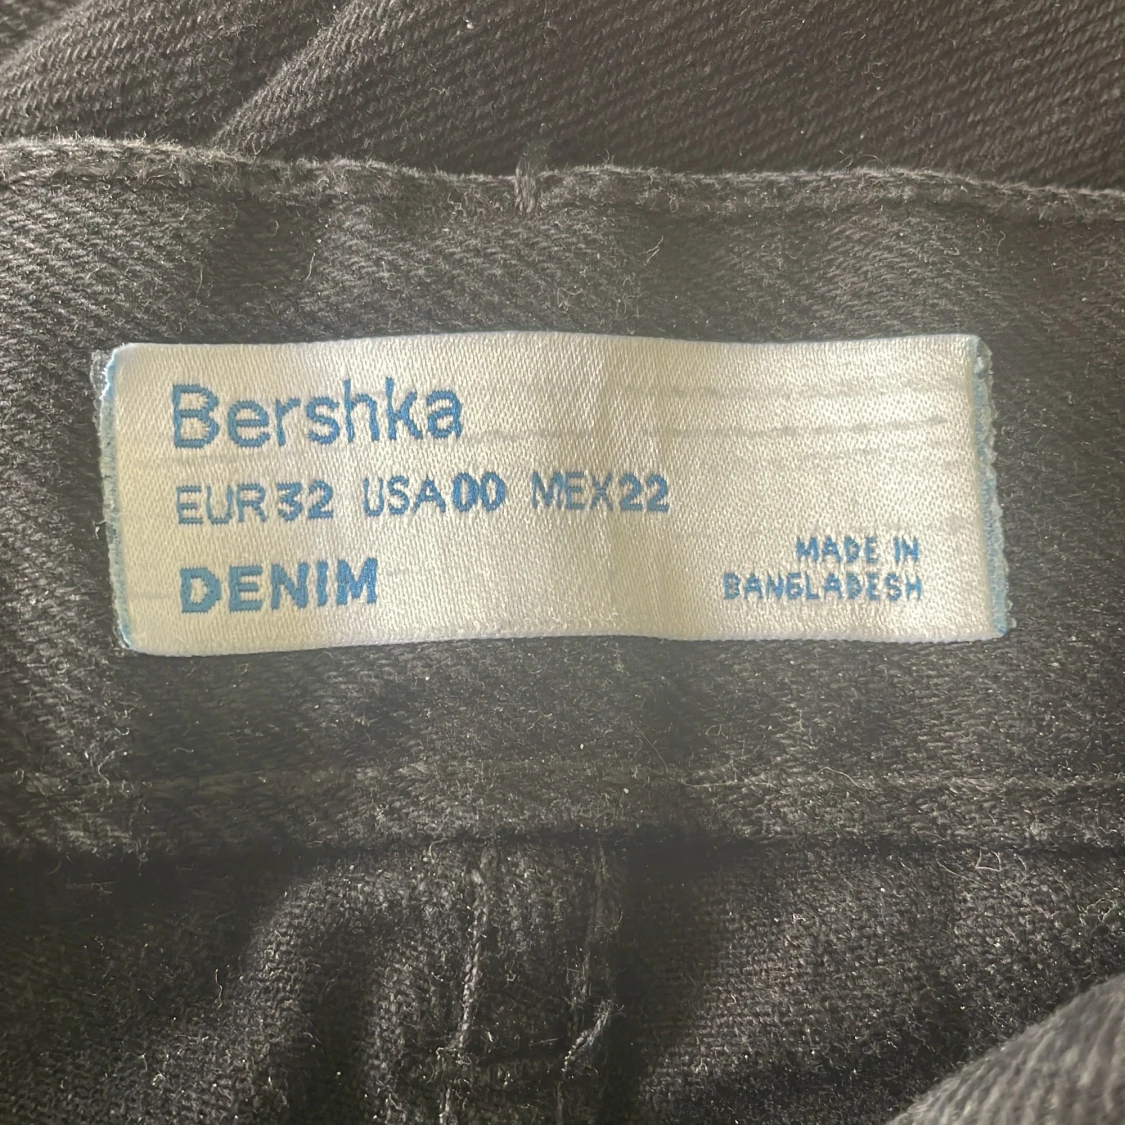 Bershka
EUR32 USA00 MEX22
DENIM
MADE IN
BANGLADESH